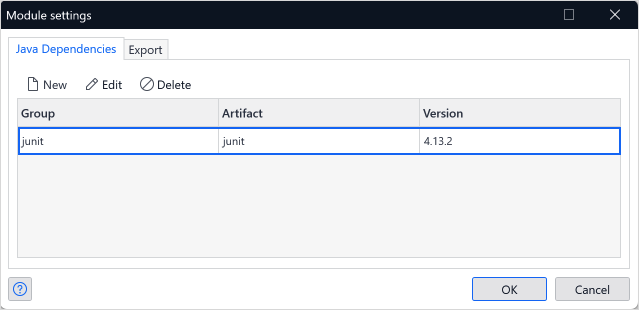 Module settings
Java Dependencies Export
New Edit Delete
Group Artifact Version
junit junit 4.13.2
? OK Cancel